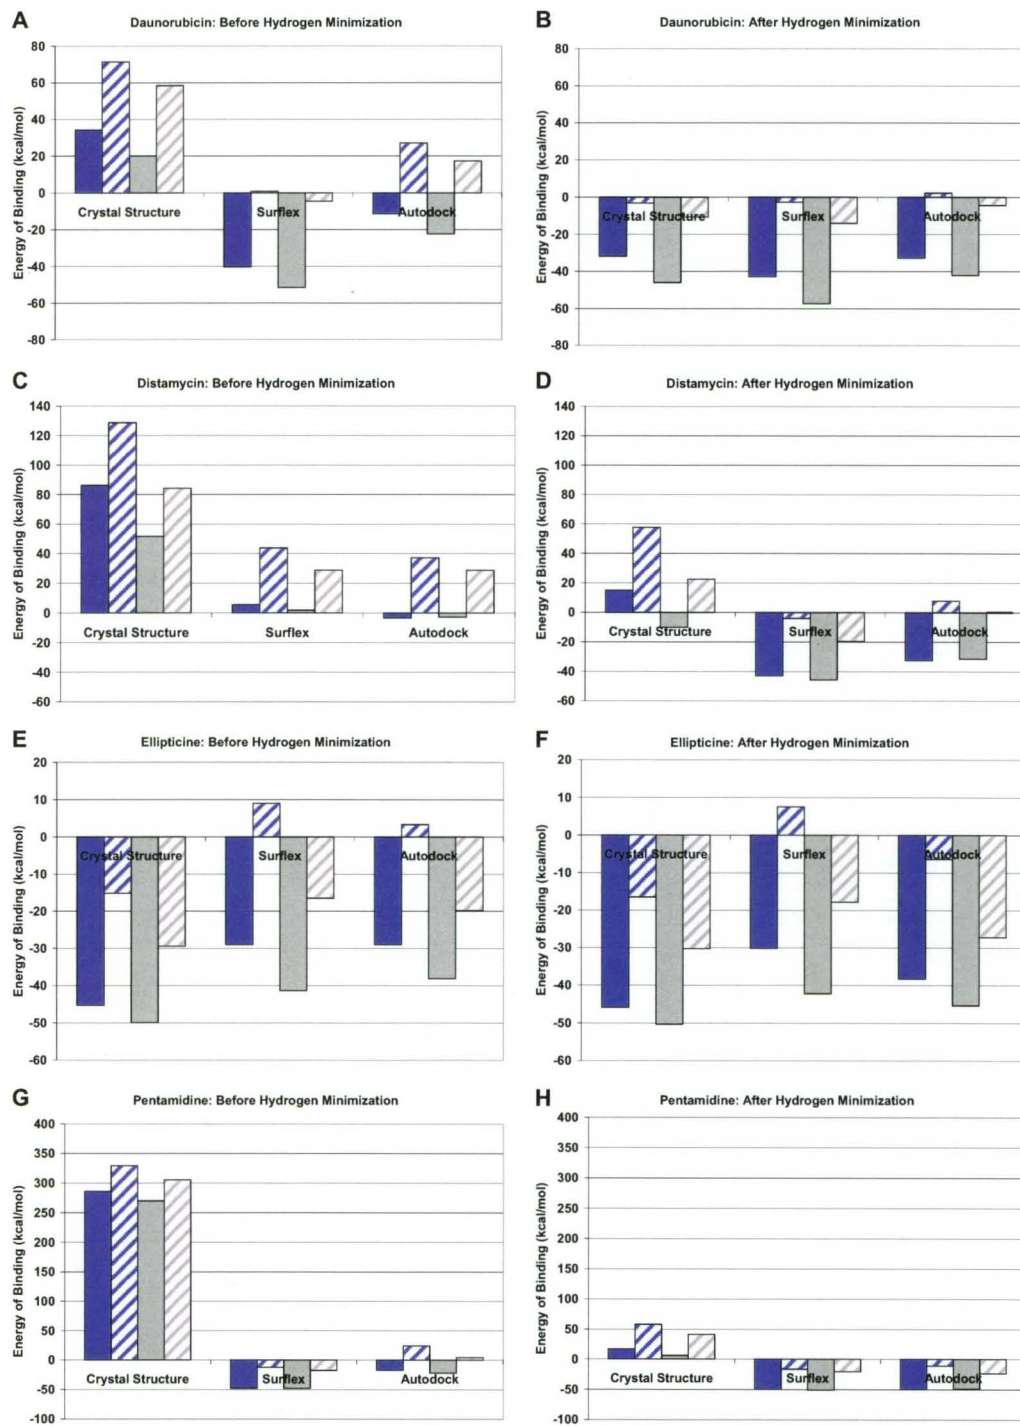 A
Daunorubicin: Before Hydrogen Minimization
Energy of Binding (kcal/mol)
80
60
40
20
0
-20
-40
-60
-80
Crystal Structure
Surflex
Autodock
B
Daunorubicin: After Hydrogen Minimization
Energy of Binding (kcal/mol)
80
60
40
20
0
-20
-40
-60
-80
Crystal Structure
Surflex
Autodock
C
Distamycin: Before Hydrogen Minimization
Energy of Binding (kcal/mol)
140
120
100
80
60
40
20
0
-20
-40
-60
Crystal Structure
Surflex
Autodock
D
Distamycin: After Hydrogen Minimization
Energy of Binding (kcal/mol)
140
120
100
80
60
40
20
0
-20
-40
-60
Crystal Structure
Surflex
Autodock
E
Ellipticine: Before Hydrogen Minimization
Energy of Binding (kcal/mol)
20
10
0
-10
-20
-30
-40
-50
-60
Crystal Structure
Surflex
Autodock
F
Ellipticine: After Hydrogen Minimization
Energy of Binding (kcal/mol)
20
10
0
-10
-20
-30
-40
-50
-60
Crystal Structure
Surflex
Autodock
G
Pentamidine: Before Hydrogen Minimization
Energy of Binding (kcal/mol)
400
350
300
250
200
150
100
50
0
-50
-100
Crystal Structure
Surflex
Autodock
H
Pentamidine: After Hydrogen Minimization
Energy of Binding (kcal/mol)
400
350
300
250
200
150
100
50
0
-50
-100
Crystal Structure
Surflex
Autodock